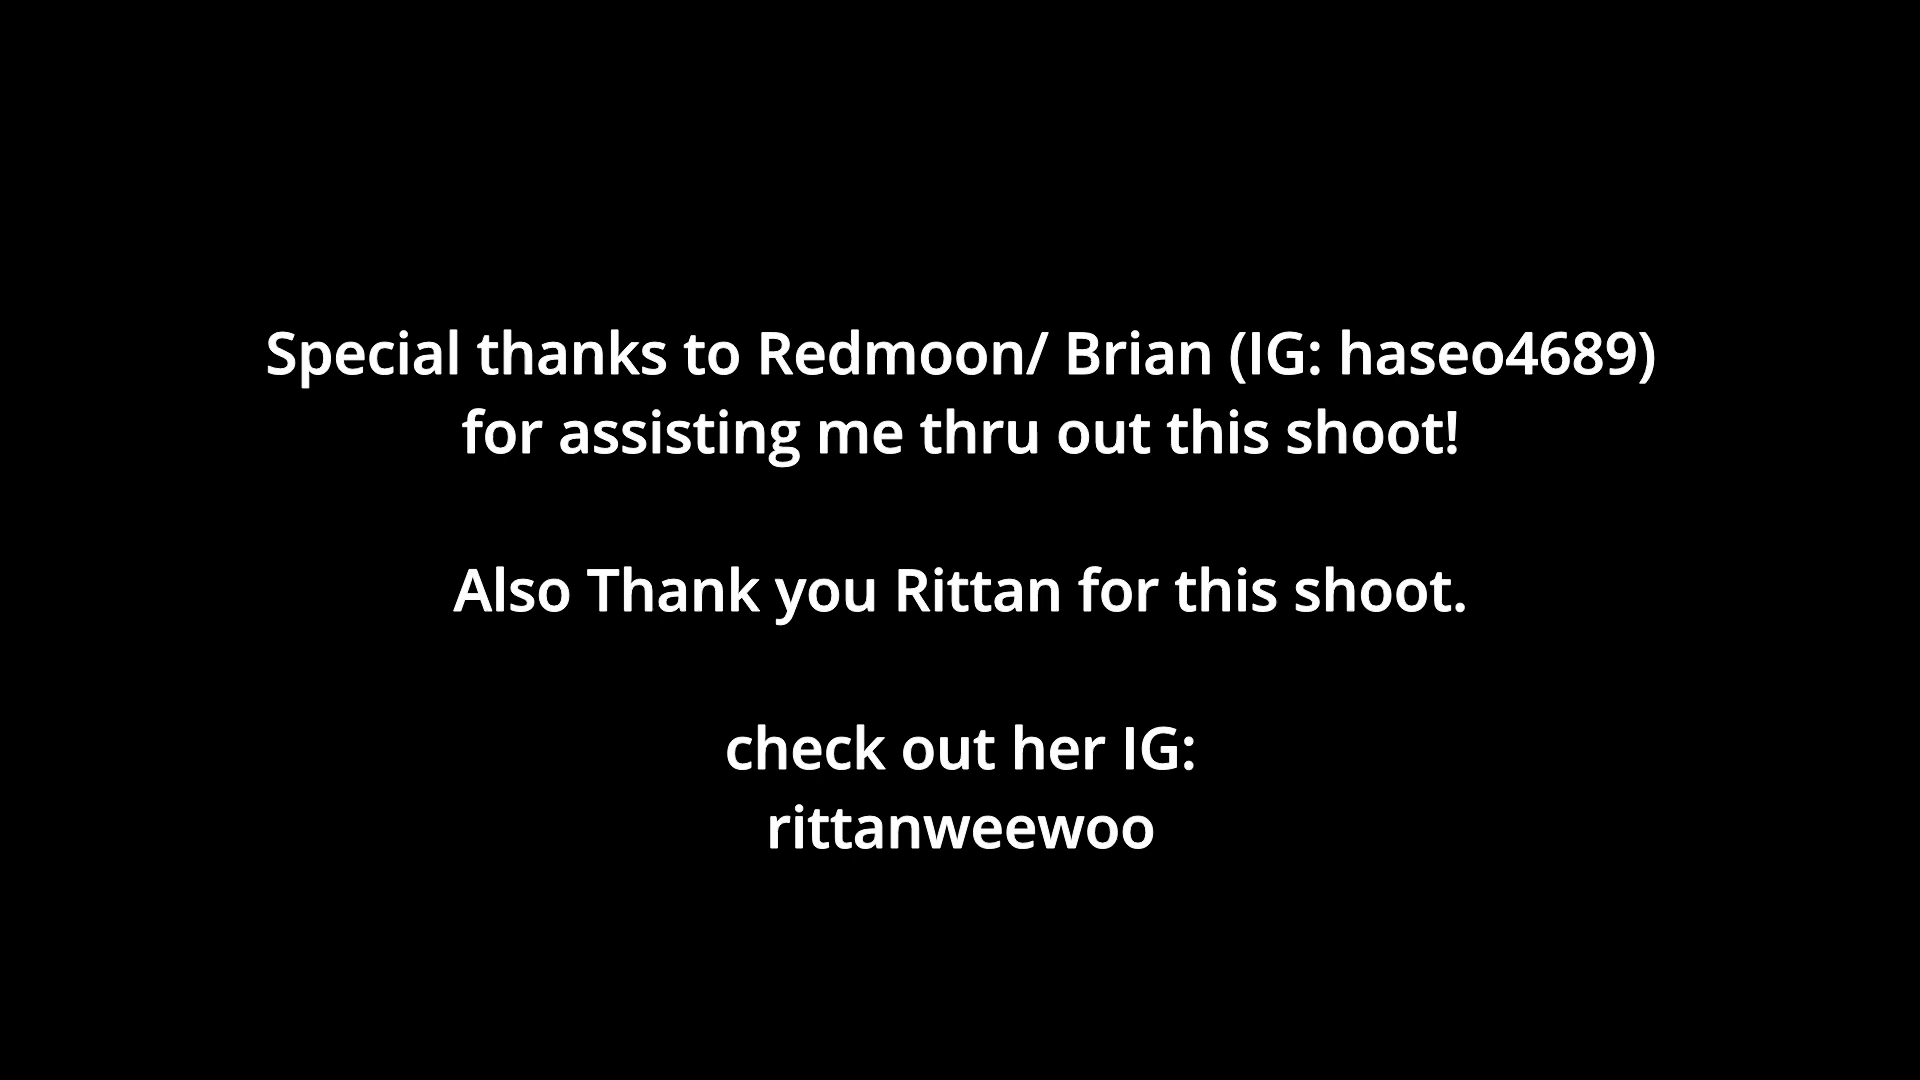 Special thanks to Redmoon/ Brian (IG: haseo4689)
for assisting me thru out this shoot!
Also Thank you Rittan for this shoot.
check out her IG:
rittanweewoo